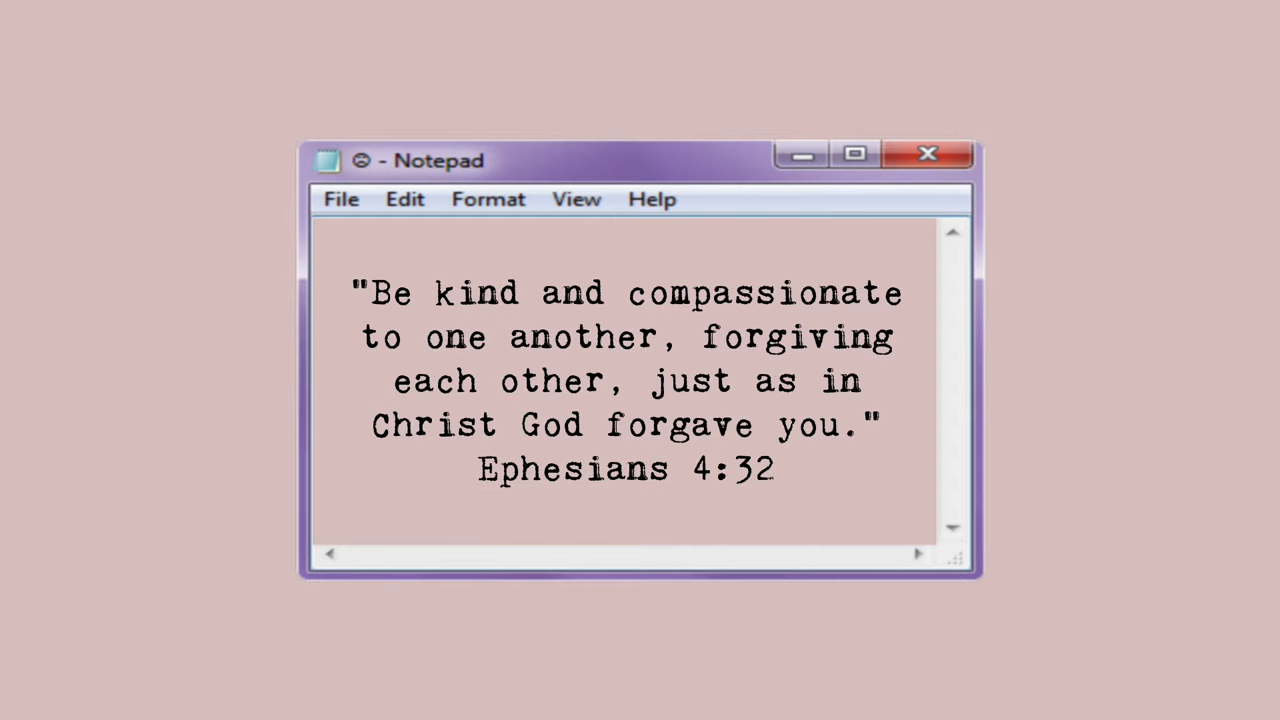 ☹ - Notepad
File Edit Format View Help
"Be kind and compassionate
to one another, forgiving
each other, just as in
Christ God forgave you."
Ephesians 4:32